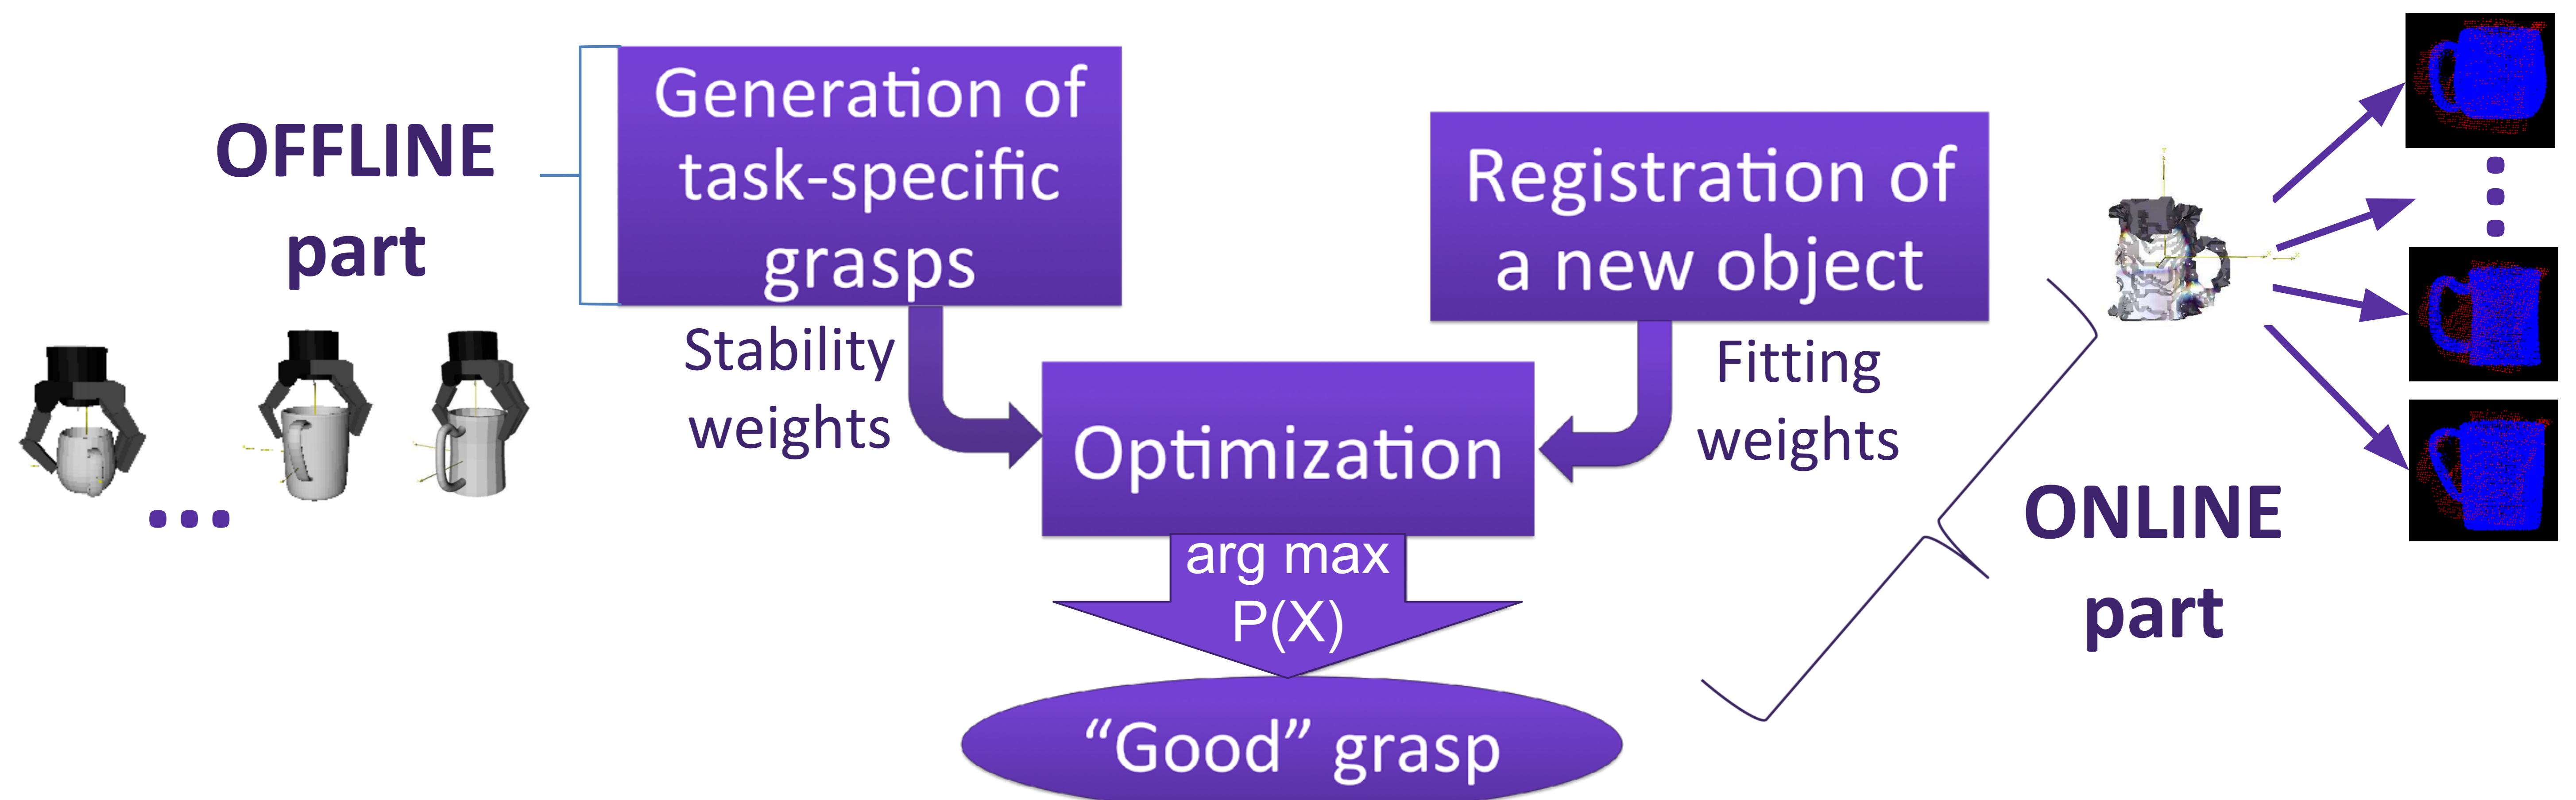 OFFLINE
part
Generation of
task-specific
grasps
Stability
weights
Registration of
a new object
Fitting
weights
Optimization
arg max
P(X)
“Good” grasp
ONLINE
part